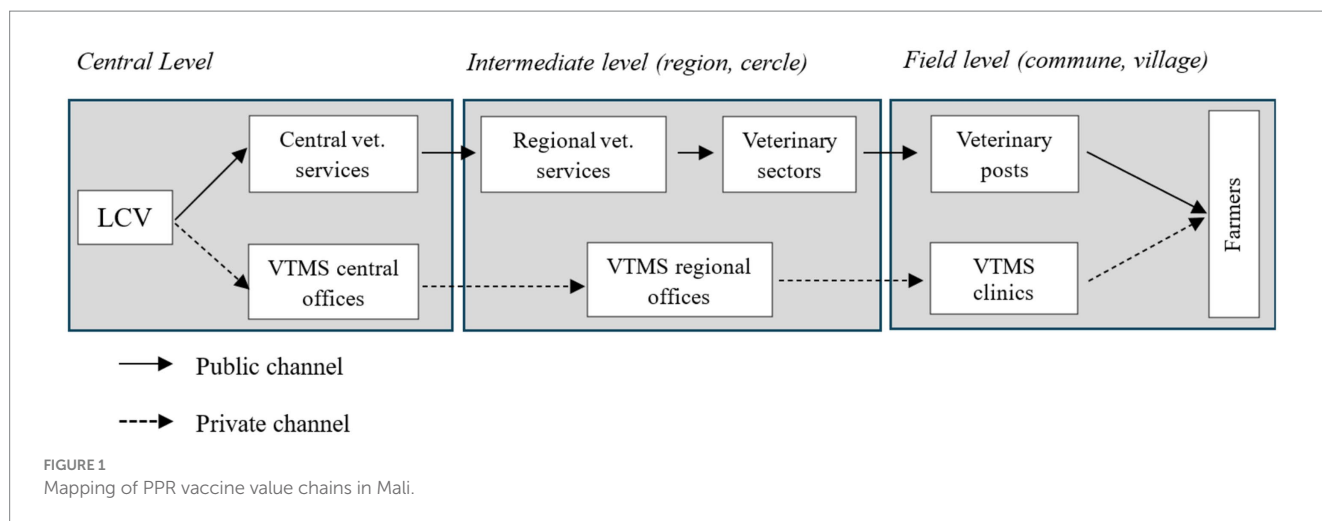 Central Level
Intermediate level (region, cercle)
Field level (commune, village)
LCV
Central vet.
services
Regional vet.
services
Veterinary
sectors
Veterinary
posts
Farmers
VTMS central
offices
VTMS regional
offices
VTMS
clinics
Public channel
Private channel
FIGURE 1
Mapping of PPR vaccine value chains in Mali.